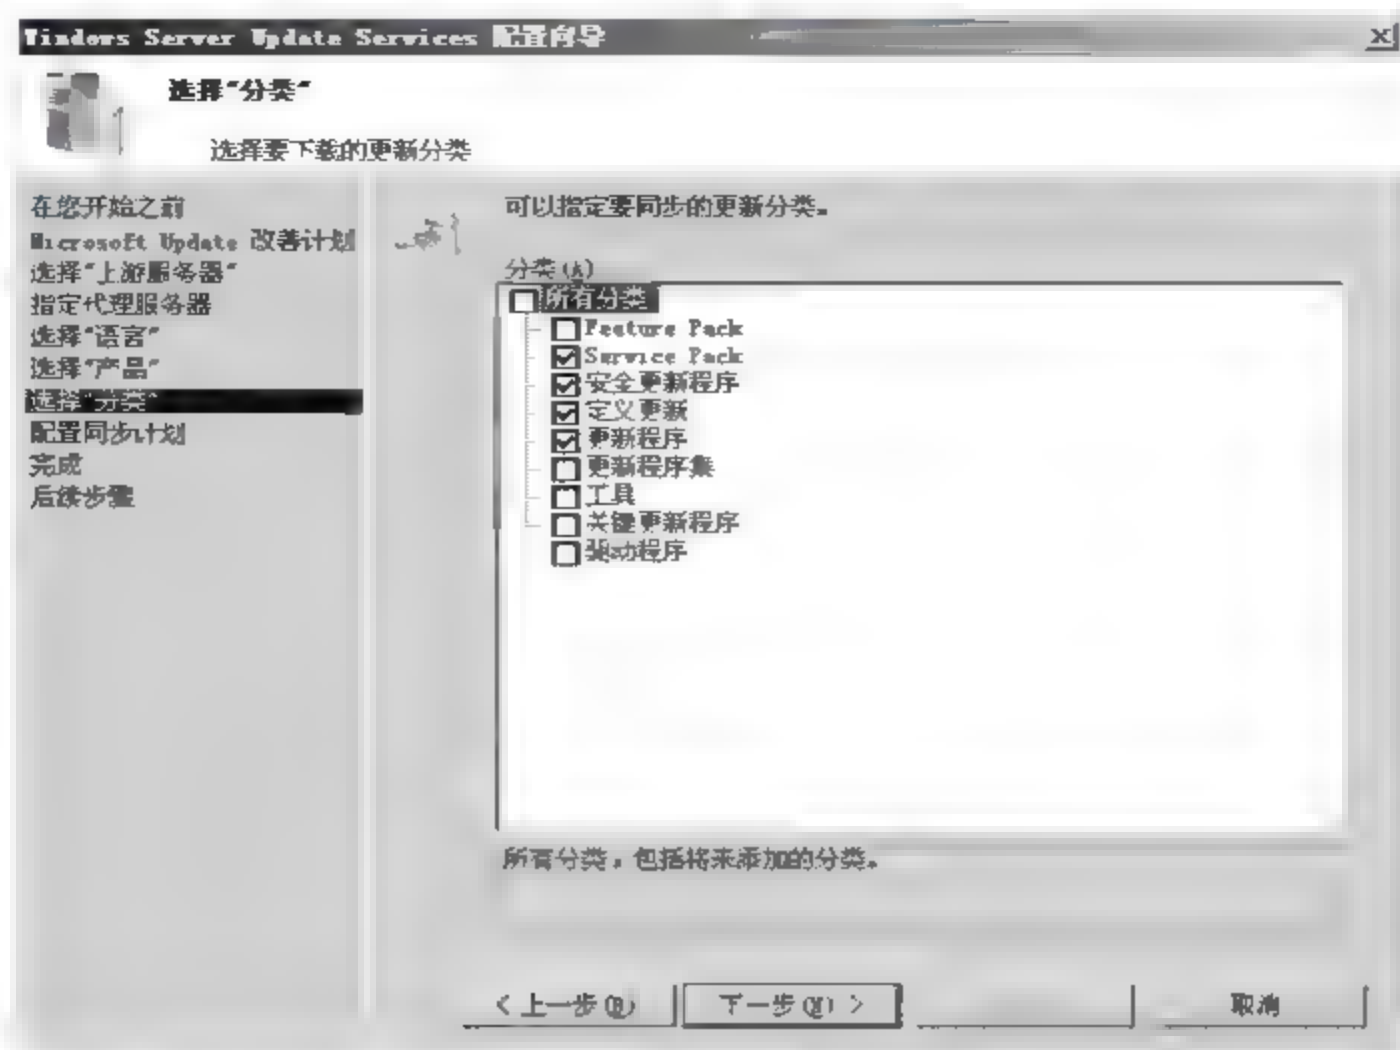 Windows Server Update Services 配置向导
选择"分类"
选择要下载的更新分类
在您开始之前
Microsoft Update 改善计划
选择"上游服务器"
指定代理服务器
选择"语言"
选择"产品"
选择"分类"
配置同步计划
完成
后续步骤
可以指定要同步的更新分类。
分类(A)
所有分类
Feature Pack
Service Pack
安全更新程序
定义更新
更新程序
更新程序集
工具
关键更新程序
驱动程序
所有分类，包括将来添加的分类。
< 上一步(B)
下一步(N) >
取消